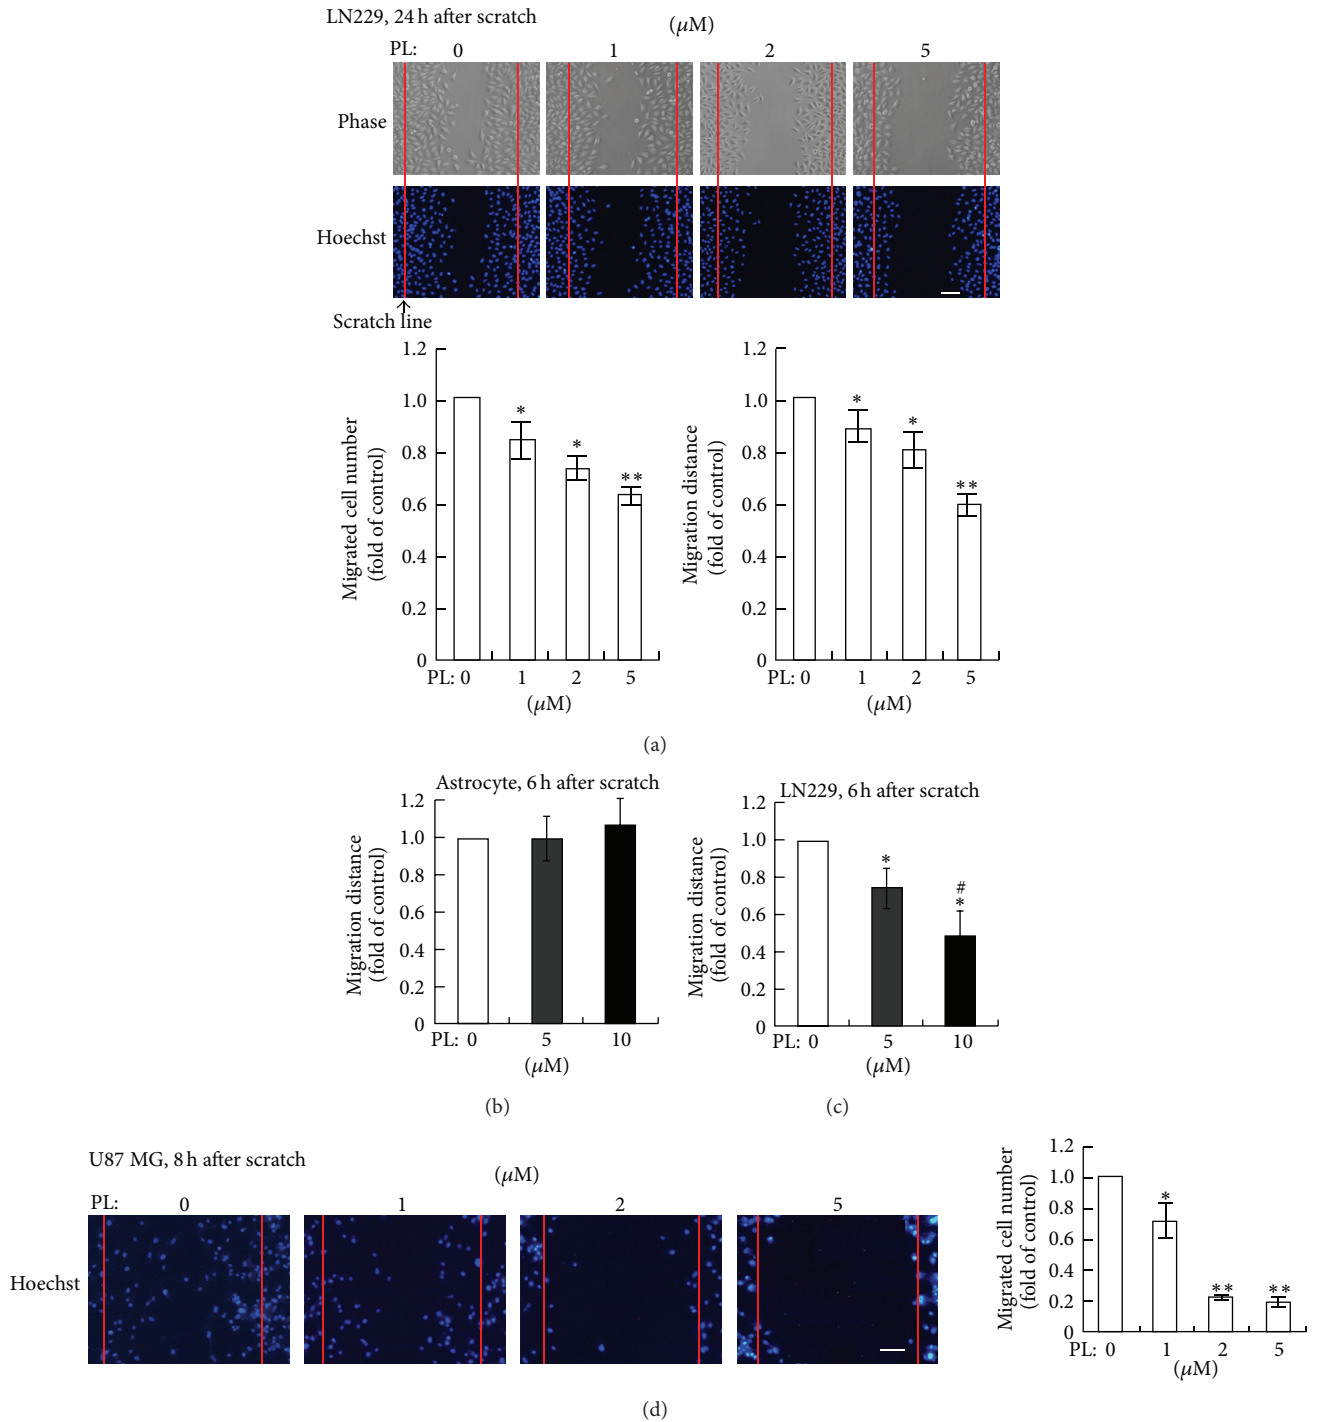 LN229, 24 h after scratch
(μM)
PL: 0 1 2 5
Phase
Hoechst
Scratch line
1.2
1.0
0.8
0.6
0.4
0.2
0
Migrated cell number
(fold of control)
*
*
**
PL: 0 1 2 5
(μM)
1.2
1.0
0.8
0.6
0.4
0.2
0
Migration distance
(fold of control)
*
*
**
PL: 0 1 2 5
(μM)
(a)
Astrocyte, 6 h after scratch
1.2
1.0
0.8
0.6
0.4
0.2
0
Migration distance
(fold of control)
PL: 0 5 10
(μM)
(b)
LN229, 6 h after scratch
1.2
1.0
0.8
0.6
0.4
0.2
0
Migration distance
(fold of control)
*
#
*
PL: 0 5 10
(μM)
(c)
U87 MG, 8 h after scratch
(μM)
PL: 0 1 2 5
Hoechst
1.2
1.0
0.8
0.6
0.4
0.2
0
Migrated cell number
(fold of control)
*
**
**
PL: 0 1 2 5
(μM)
(d)